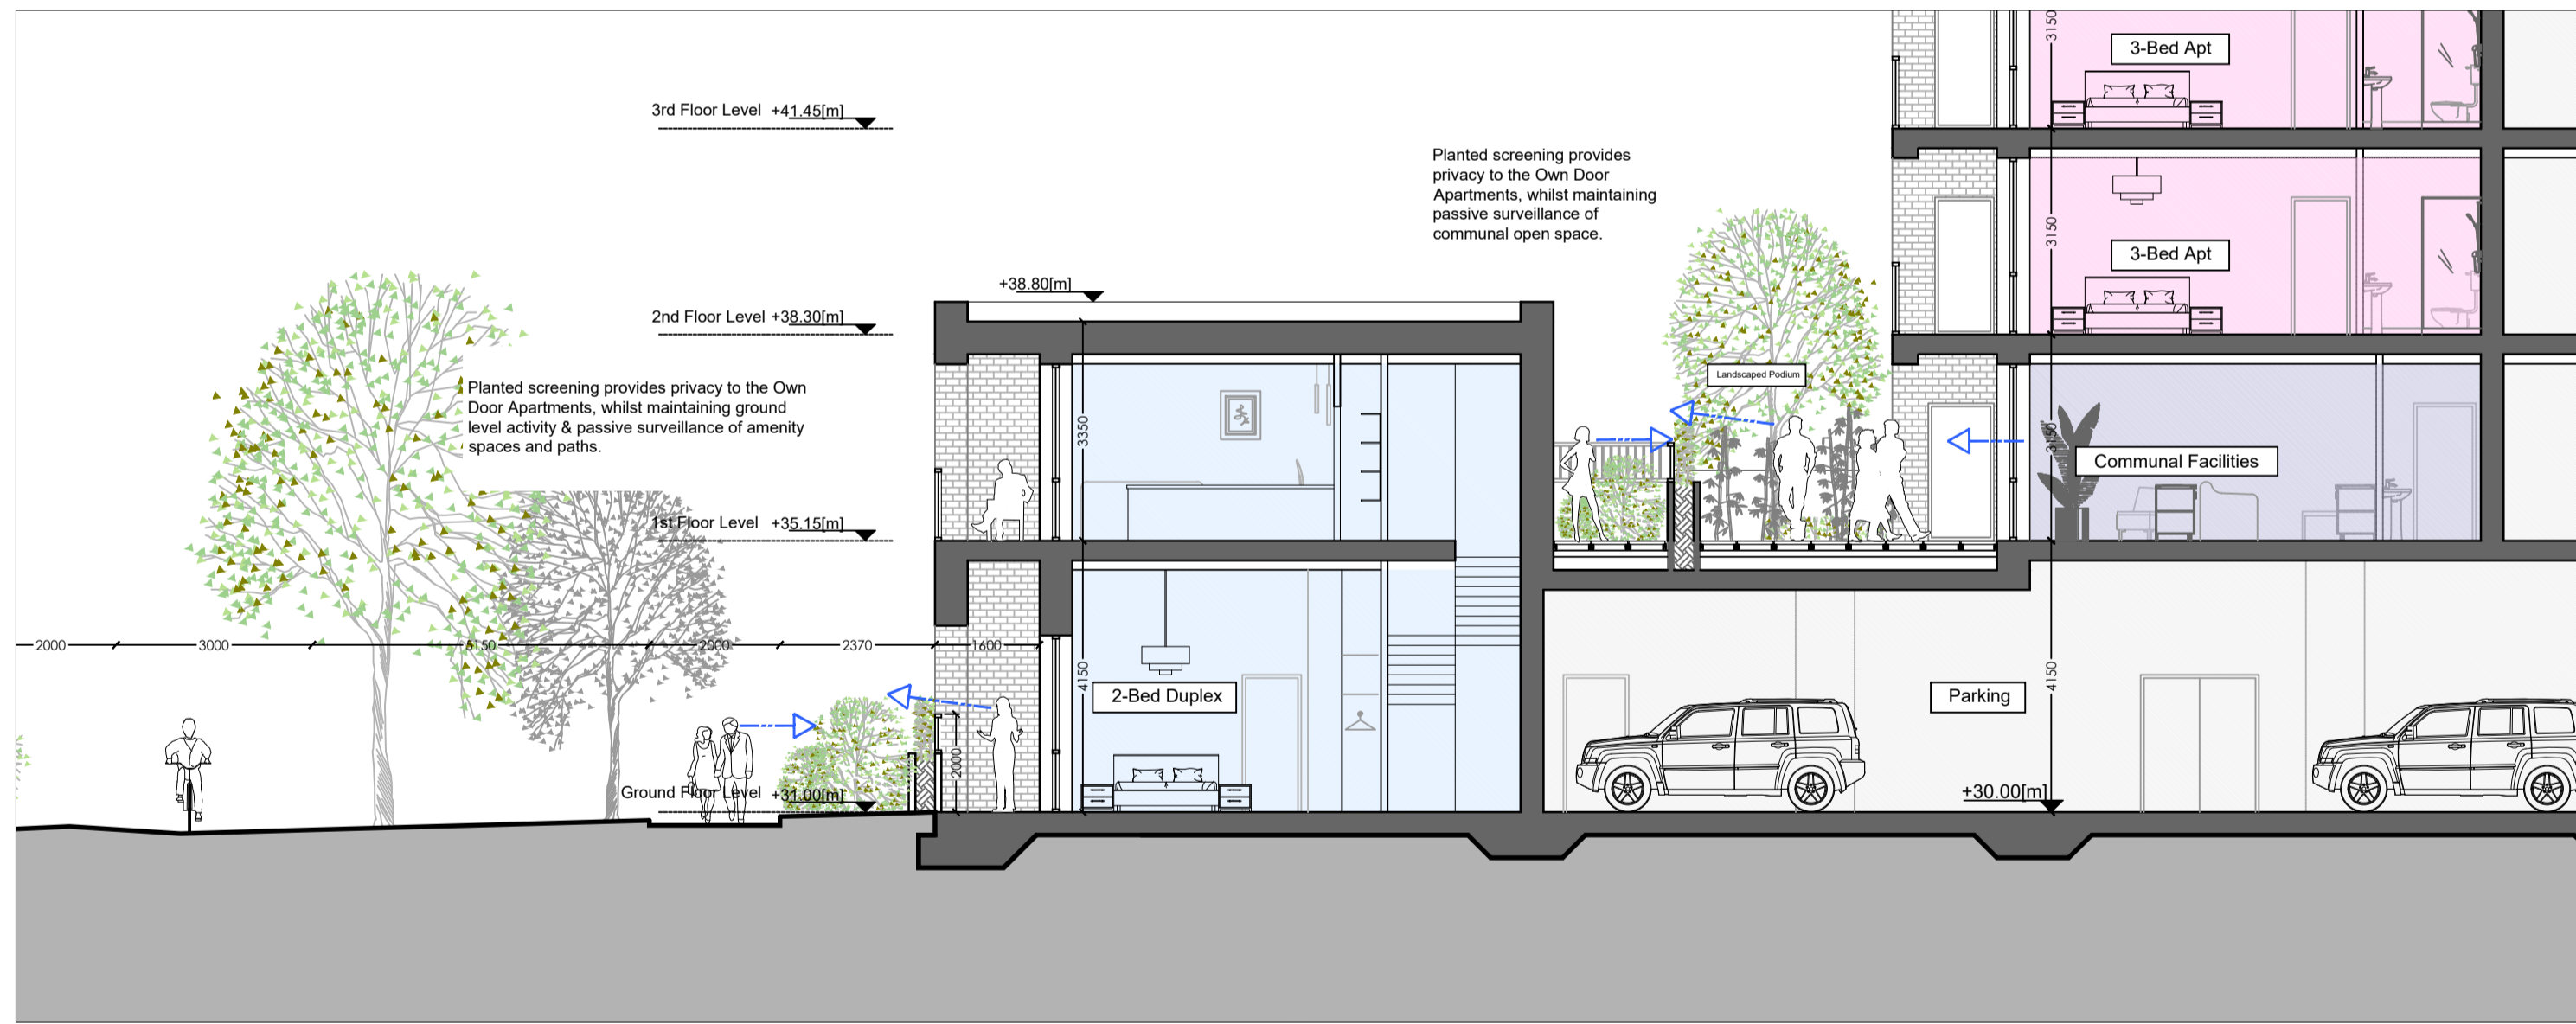 3150
3-Bed Apt
3rd Floor Level +41.45[m]
Planted screening provides
privacy to the Own Door
Apartments, whilst maintaining
passive surveillance of
communal open space.
3150
3-Bed Apt
+38.80[m]
2nd Floor Level +38.30[m]
Landscaped Podium
Planted screening provides privacy to the Own
Door Apartments, whilst maintaining ground
level activity & passive surveillance of amenity
spaces and paths.
3350
3150
Communal Facilities
1st Floor Level +35.15[m]
2000
3000
5150
2000
2370
1600
4150
2-Bed Duplex
4150
Parking
2000
Ground Floor Level +31.00[m]
+30.00[m]